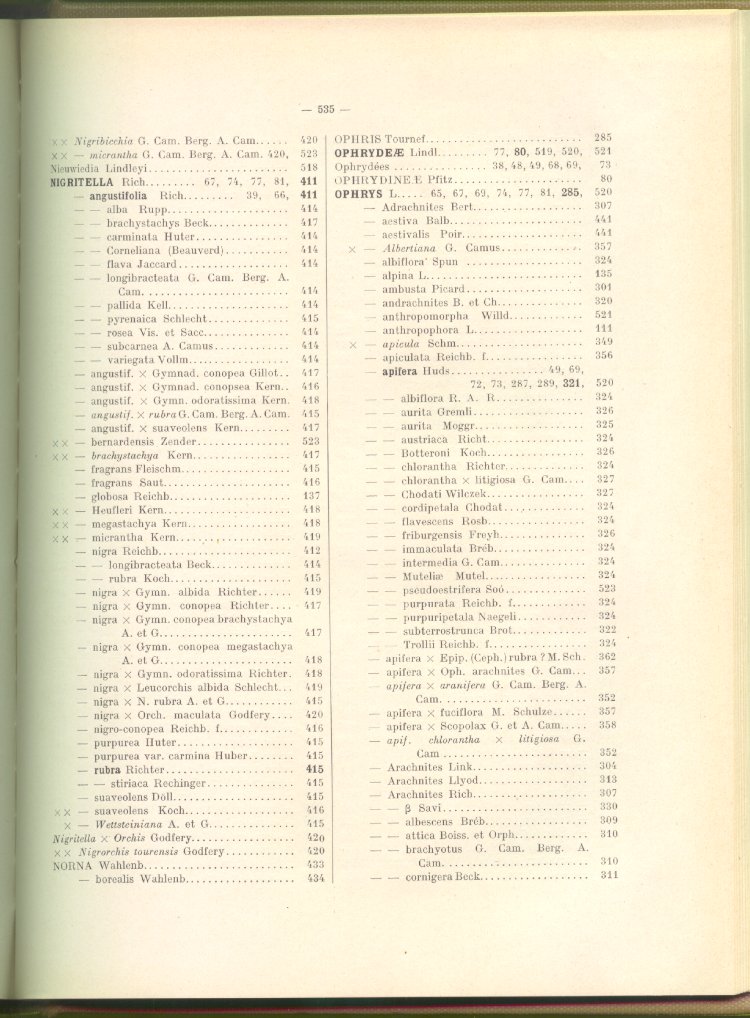 — 535 —
×× Nigribicchia G. Cam. Berg. A. Cam...... 420
×× — micrantha G. Cam. Berg. A. Cam. 420, 523
Nieuwiedia Lindleyi........................ 518
NIGRITELLA Rich......... 67, 74, 77, 81, 411
— angustifolia Rich......... 39, 66, 411
— — alba Rupp.................... 414
— — brachystachys Beck............. 417
— — carminata Huter............... 414
— — Corneliana (Beauverd).......... 414
— — flava Jaccard.................. 414
— — longibracteata G. Cam. Berg. A.
Cam....................... 414
— — pallida Kell................... 414
— — pyrenaica Schlecht............. 415
— — rosea Vis. et Sacc............. 414
— — subcarnea A. Camus............ 414
— — variegata Vollm................ 414
— angustif. × Gymnad. conopea Gillot.. 417
— angustif. × Gymnad. conopsea Kern.. 416
— angustif. × Gymn. odoratissima Kern. 418
— angustif. × rubra G. Cam. Berg. A. Cam. 415
— angustif. × suaveolens Kern......... 417
×× — bernardensis Zender............... 523
×× — brachystachya Kern................ 417
— fragrans Fleischm.................. 415
— fragrans Saut..................... 416
— globosa Reichb.................... 137
×× — Heufleri Kern..................... 418
×× — megastachya Kern................. 418
×× — micrantha Kern................... 419
— nigra Reichb...................... 412
— — longibracteata Beck............. 414
— — rubra Koch.................... 415
— nigra × Gymn. albida Richter..... 419
— nigra × Gymn. conopea Richter.... 417
— nigra × Gymn. conopea brachystachya
A. et G...................... 417
— nigra × Gymn. conopea megastachya
A. et G...................... 418
— nigra × Gymn. odoratissima Richter. 418
— nigra × Leucorchis albida Schlecht... 419
— nigra × N. rubra A. et G.......... 415
— nigra × Orch. maculata Godfery.... 420
— nigro-conopea Reichb. f............ 416
— purpurea Huter................... 415
— purpurea var. carmina Huber....... 415
— rubra Richter.................... 415
— — stiriaca Rechinger.............. 415
— suaveolens Döll................... 415
×× — suaveolens Koch.................. 416
× — Wettsteiniana A. et G............. 415
Nigritella × Orchis Godfery................ 420
×× Nigrorchis tourensis Godfery............ 420
NORNA Wahlenb....................... 433
— borealis Wahlenb................. 434
OPHRIS Tournef......................... 285
OPHRYDEÆ Lindl......... 77, 80, 519, 520, 521
Ophrydées .................. 38, 48, 49, 68, 69, 73
OPHRYDINEÆ Pfitz..................... 80
OPHRYS L..... 65, 67, 69, 74, 77, 81, 285, 520
— Adrachnites Bert................. 307
— aestiva Balb..................... 441
— aestivalis Poir................... 441
× — Albertiana G. Camus.............. 357
— albiflora Spun ................... 324
— alpina L......................... 135
— ambusta Picard................... 301
— andrachnites B. et Ch............. 320
— anthropomorpha Willd............ 521
— anthropophora L................. 111
× — apicula Schm..................... 349
— apiculata Reichb. f............... 356
— apifera Huds.............. 49, 69,
72, 73, 287, 289, 321, 520
— — albiflora R. A. R............... 324
— — aurita Gremli.................. 326
— — aurita Moggr................... 325
— — austriaca Richt................ 324
— — Botteroni Koch................. 326
— — chlorantha Richter.............. 324
— — chlorantha × litigiosa G. Cam.... 327
— — Chodati Wilczek................ 327
— — cordipetala Chodat.............. 324
— — flavescens Rosb................ 324
— — friburgensis Freyh.............. 326
— — immaculata Bréb................ 324
— — intermedia G. Cam.............. 324
— — Muteliæ Mutel................. 324
— — pseudoestrifera Soó............. 523
— — purpurata Reichb. f............. 324
— — purpuripetala Naegeli............ 324
— — subterrostrunca Brot............. 322
— — Trollii Reichb. f............... 324
— apifera × Epip. (Ceph.) rubra ? M. Sch. 362
— apifera × Oph. arachnites G. Cam... 357
— apifera × aranifera G. Cam. Berg. A.
Cam....................... 352
— apifera × fuciflora M. Schulze...... 357
— apifera × Scopolax G. et A. Cam.... 358
— apif. chlorantha × litigiosa G.
Cam ....................... 352
— Arachnites Link................... 304
— Arachnites Llyod.................. 313
— Arachnites Rich................... 307
— — β Savi........................ 330
— — albescens Bréb................. 309
— — attica Boiss. et Orph........... 310
— — brachyotus G. Cam. Berg. A.
Cam....................... 310
— — cornigera Beck................. 311